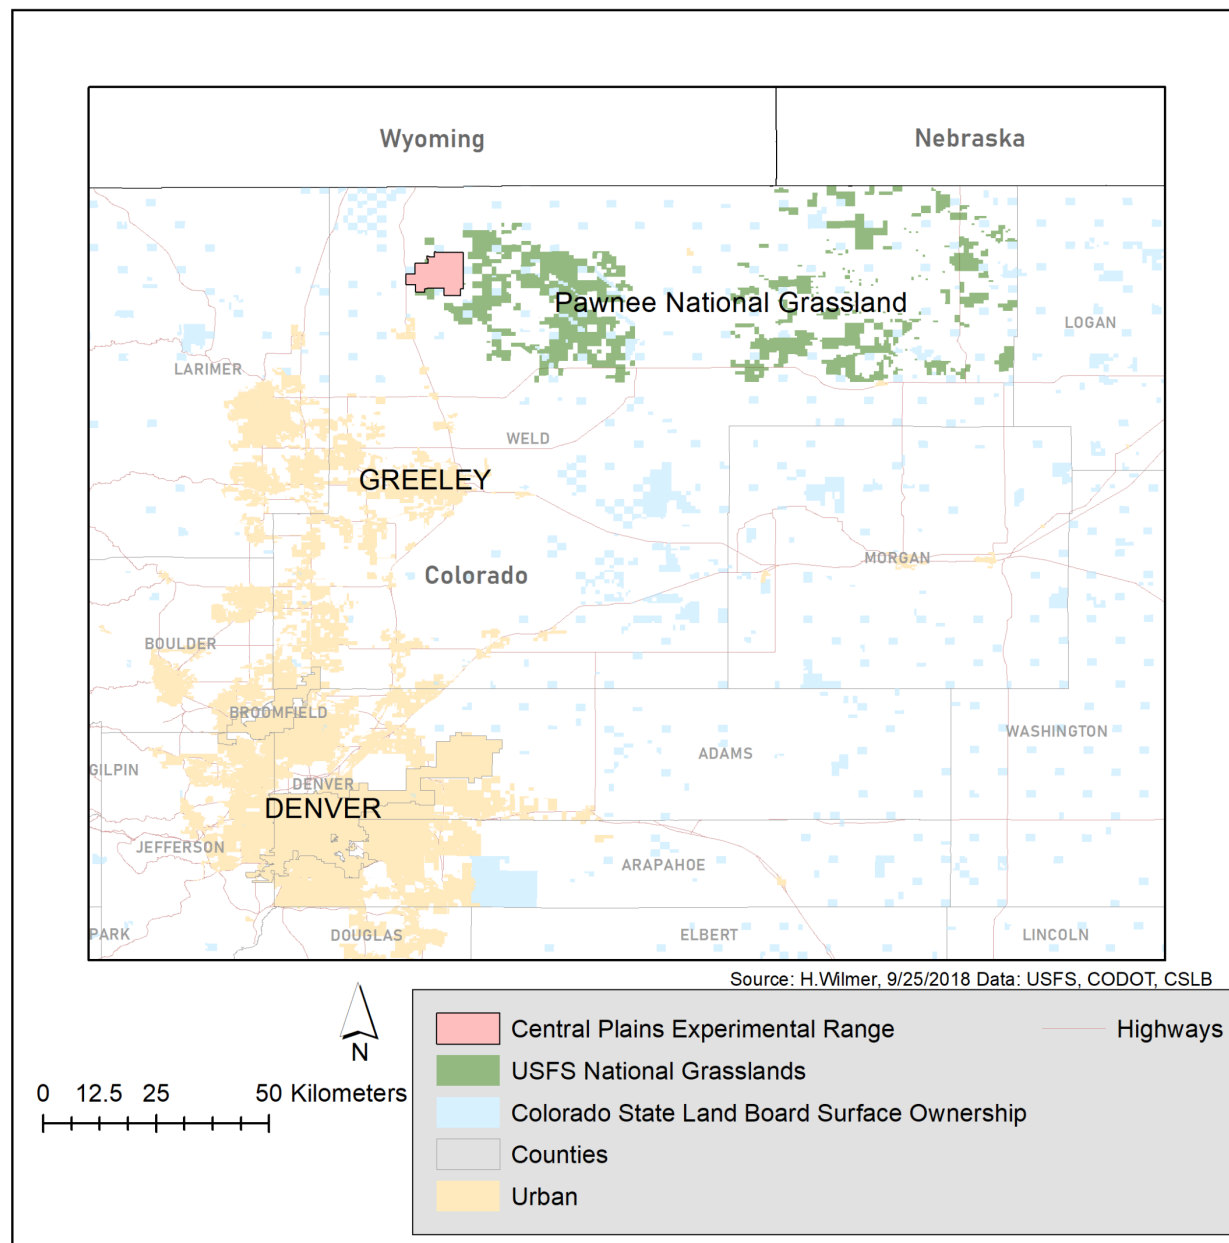 Wyoming
Nebraska
Pawnee National Grassland
LOGAN
LARIMER
WELD
GREELEY
MORGAN
Colorado
BOULDER
BROOMFIELD
WASHINGTON
ADAMS
GILPIN
DENVER
DENVER
JEFFERSON
ARAPAHOE
PARK
DOUGLAS
ELBERT
LINCOLN
Source: H.Wilmer, 9/25/2018 Data: USFS, CODOT, CSLB
N
0 12.5 25 50 Kilometers
Central Plains Experimental Range
Highways
USFS National Grasslands
Colorado State Land Board Surface Ownership
Counties
Urban